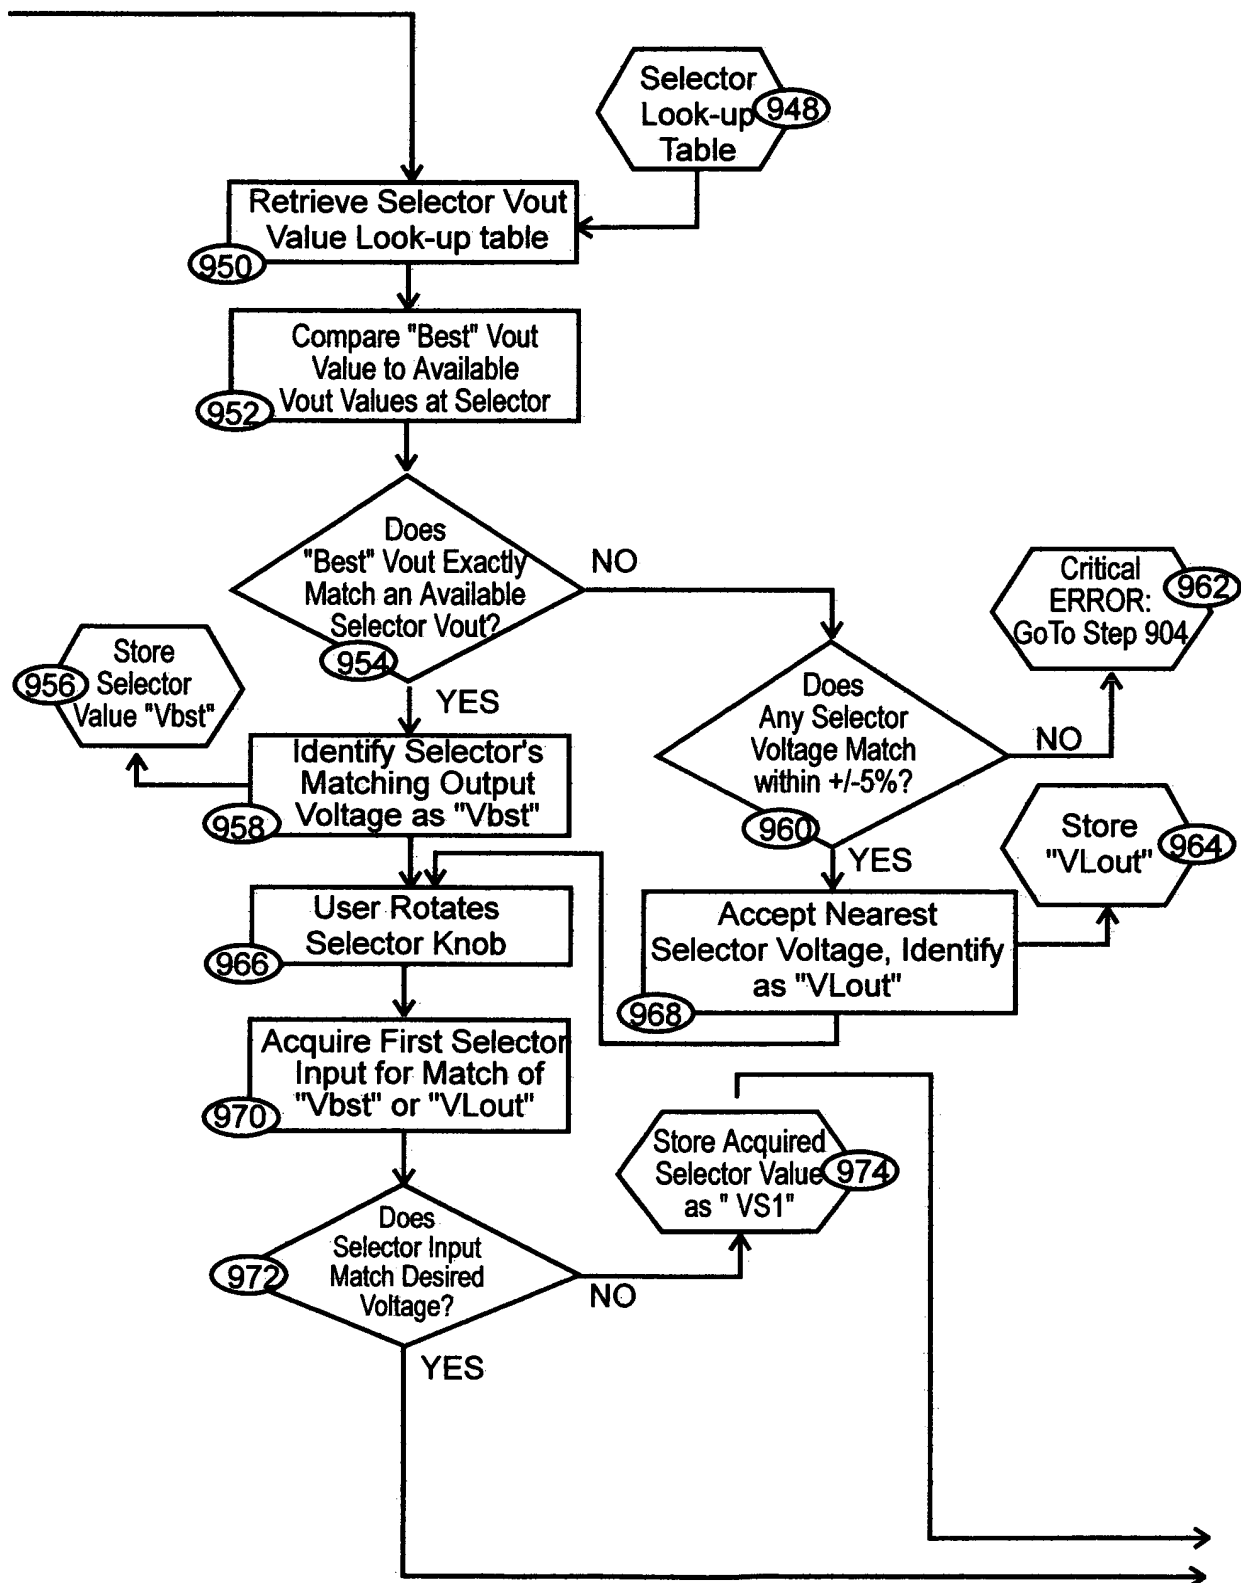 Selector
Look-up
Table
948
Retrieve Selector Vout
Value Look-up table
950
Compare "Best" Vout
Value to Available
Vout Values at Selector
952
Does
"Best" Vout Exactly
Match an Available
Selector Vout?
954
NO
YES
Critical
ERROR:
GoTo Step 904
962
Store
Selector
Value "Vbst"
956
Does
Any Selector
Voltage Match
within +/-5%?
960
NO
YES
Identify Selector's
Matching Output
Voltage as "Vbst"
958
Store
"VLout"
964
User Rotates
Selector Knob
966
Accept Nearest
Selector Voltage, Identify
as "VLout"
968
Acquire First Selector
Input for Match of
"Vbst" or "VLout"
970
Store Acquired
Selector Value
as " VS1"
974
Does
Selector Input
Match Desired
Voltage?
972
NO
YES